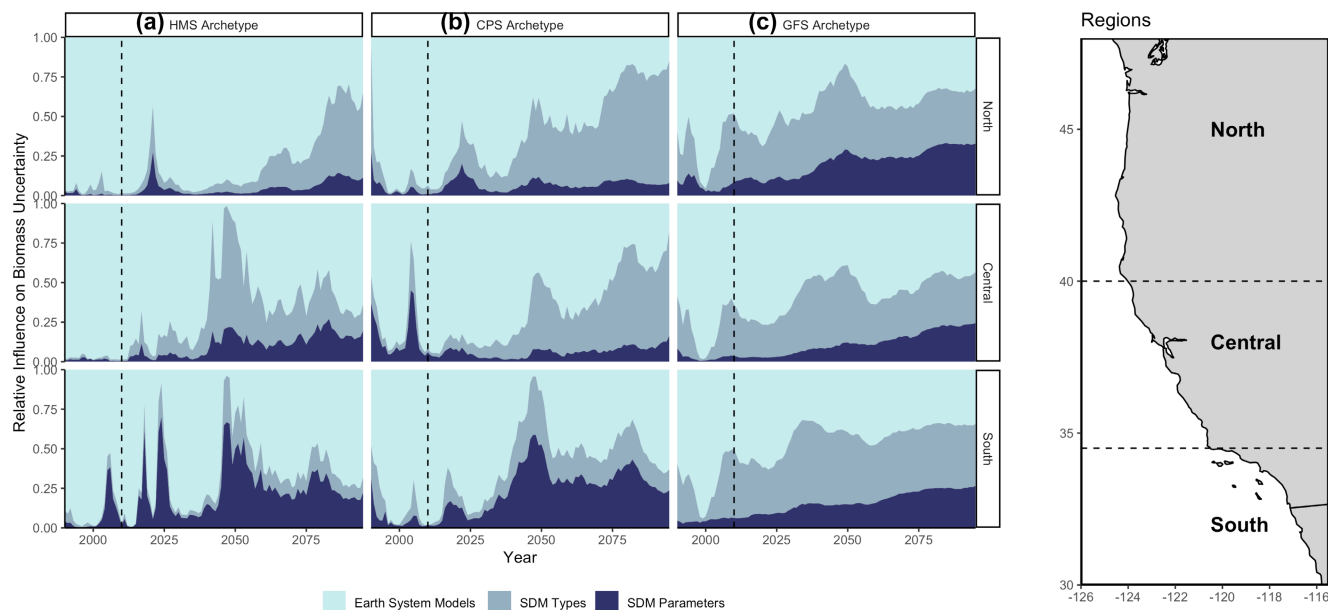 (a) HMS Archetype
(b) CPS Archetype
(c) GFS Archetype
Relative Influence on Biomass Uncertainty
1.00
0.75
0.50
0.25
0.00
North
1.00
0.75
0.50
0.25
0.00
Central
1.00
0.75
0.50
0.25
0.00
South
2000 2025 2050 2075
2000 2025 2050 2075
2000 2025 2050 2075
Year
Earth System Models SDM Types SDM Parameters
Regions
45
40
35
30
North
Central
South
-126 -124 -122 -120 -118 -116